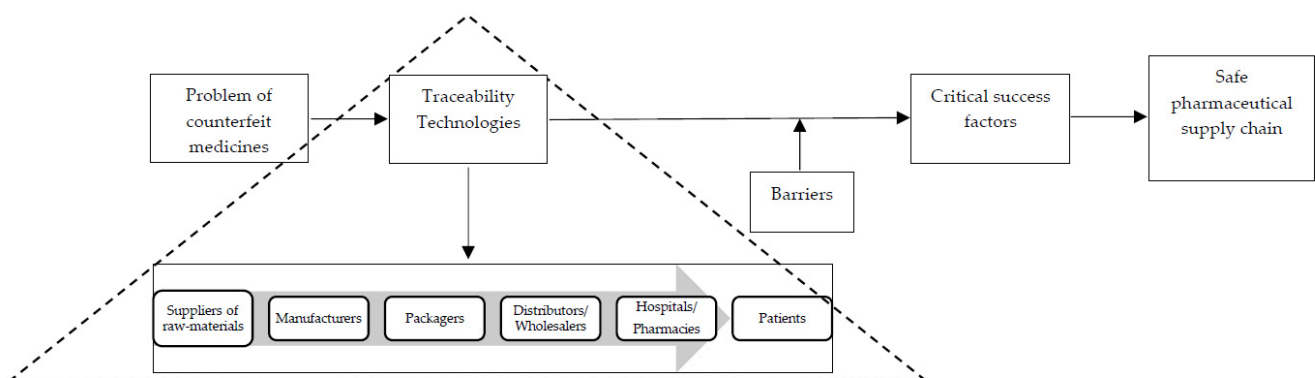 Problem of
counterfeit
medicines
Traceability
Technologies
Critical success
factors
Safe
pharmaceutical
supply chain
Barriers
Suppliers of
raw-materials
Manufacturers
Packagers
Distributors/
Wholesalers
Hospitals/
Pharmacies
Patients